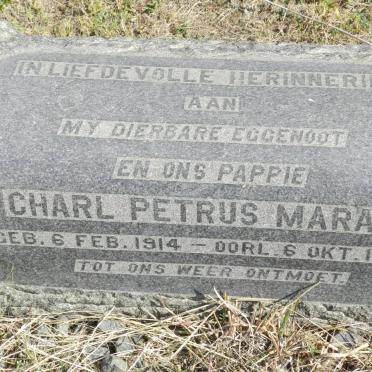 IN LIEFDEVOLLE HERINNERI
AAN
MY DIERBARE EGGENOOT
EN ONS PAPPIE
CHARL PETRUS MARA
GEB. 6 FEB. 1914 - OORL. 6 OKT. 1
TOT ONS WEER ONTMOET.